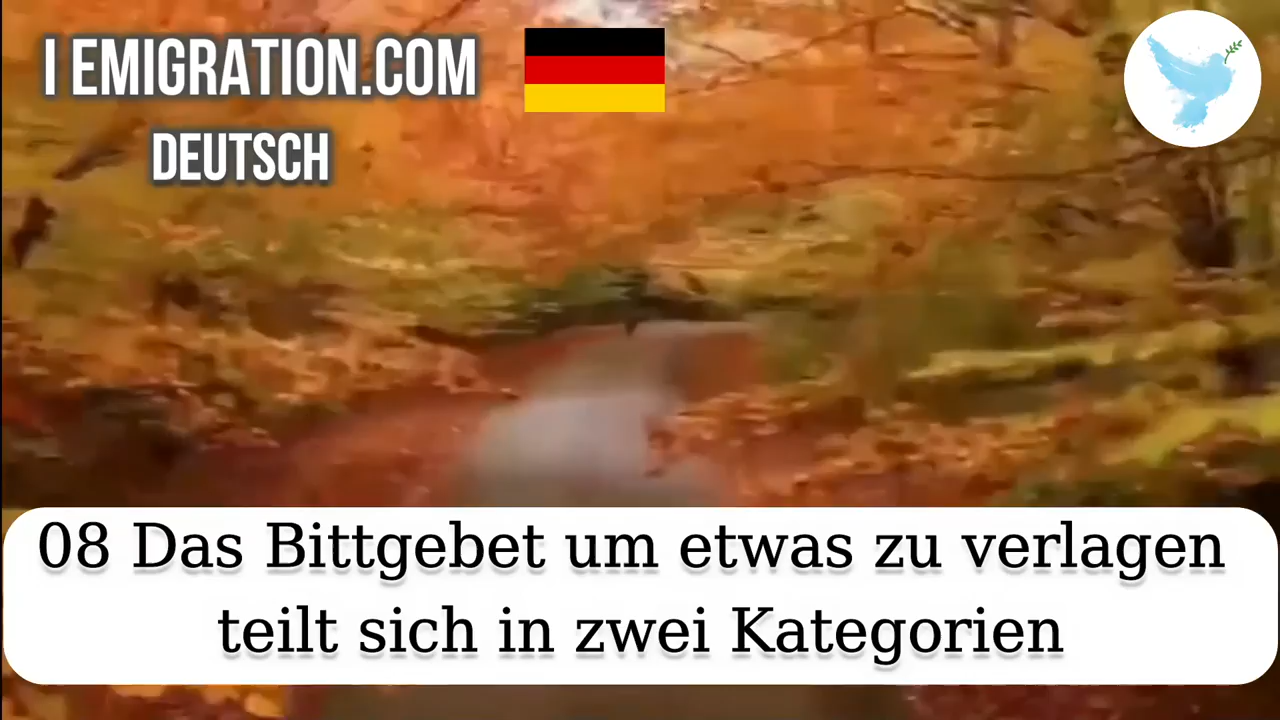 I EMIGRATION.COM
DEUTSCH
08 Das Bittgebet um etwas zu verlagen
teilt sich in zwei Kategorien